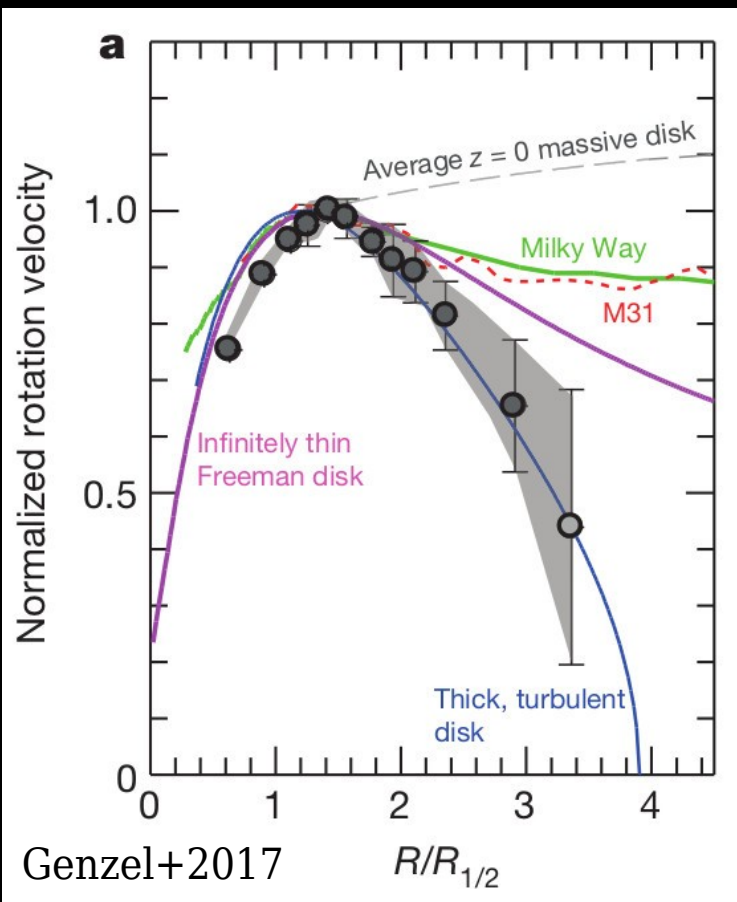 a
Normalized rotation velocity
1.0
0.5
0
Average z = 0 massive disk
Milky Way
M31
Infinitely thin
Freeman disk
Thick, turbulent
disk
0 1 2 3 4
Genzel+2017
R/R1/2